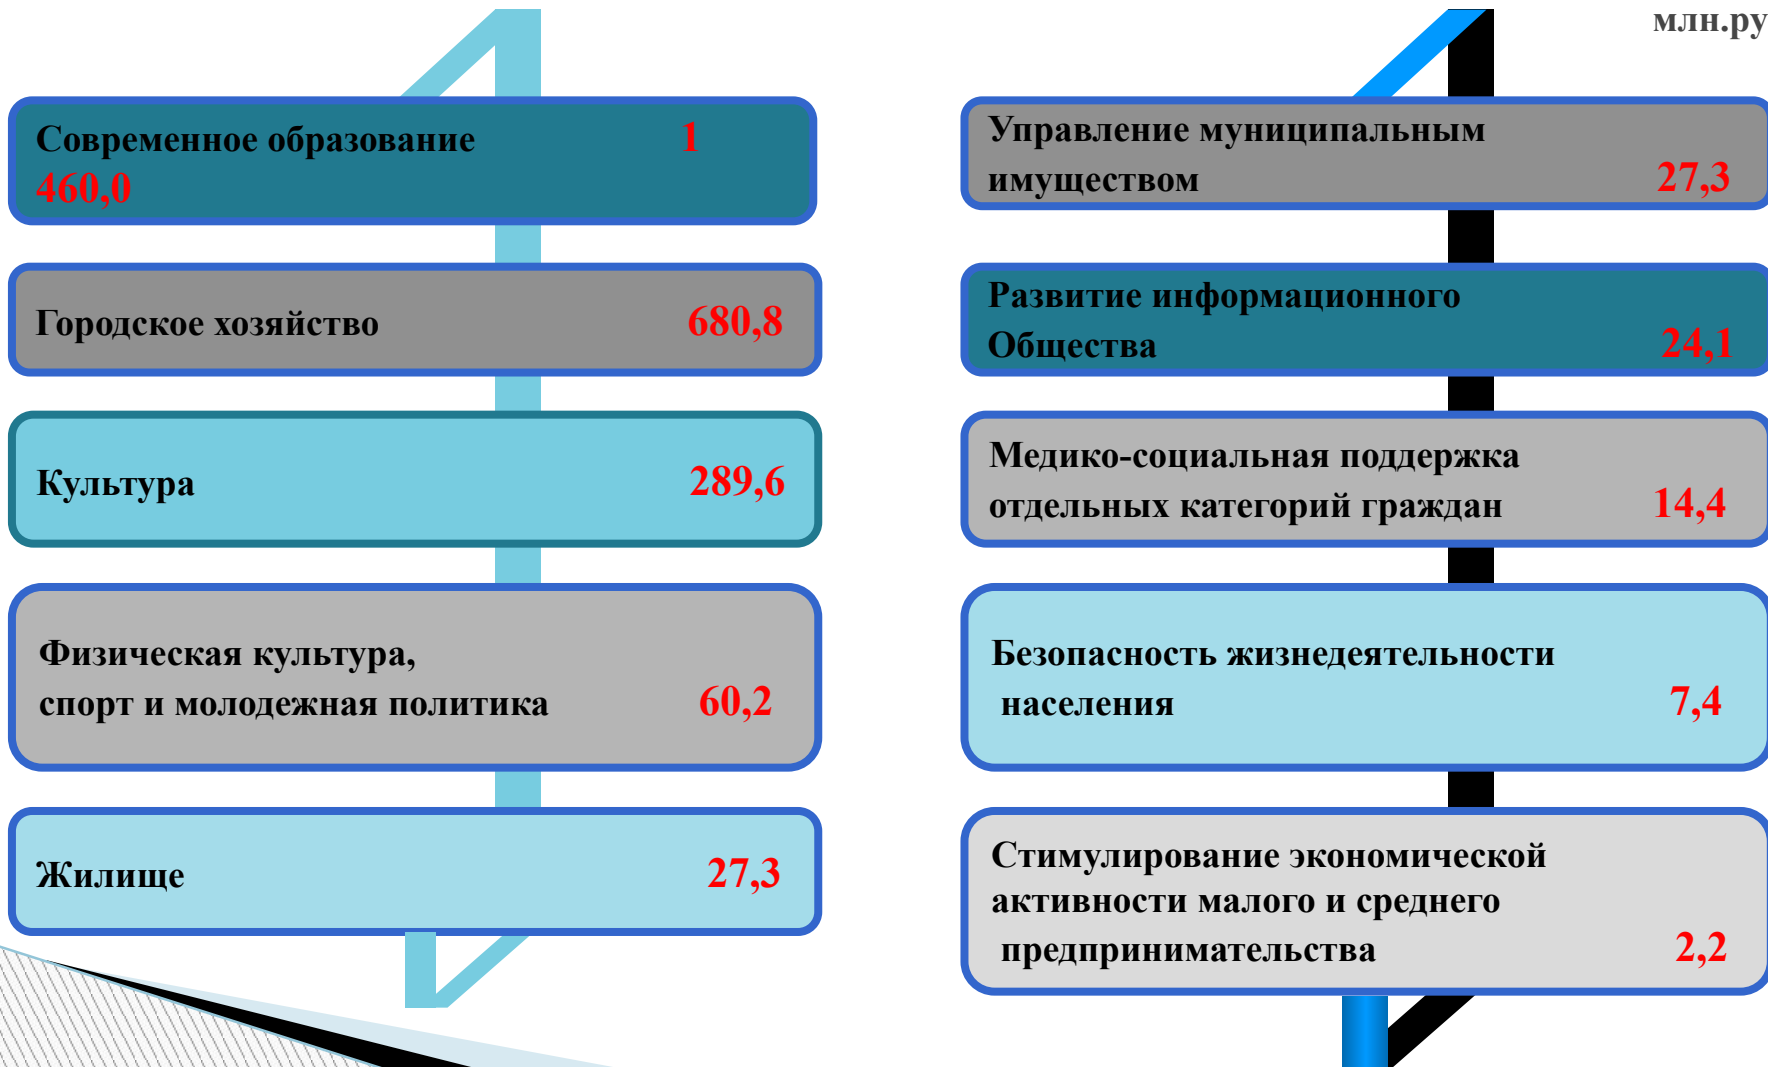 млн.ру
Современное образование 1
460,0
Городское хозяйство 680,8
Культура 289,6
Физическая культура,
спорт и молодежная политика 60,2
Жилище 27,3
Управление муниципальным
имуществом 27,3
Развитие информационного
Общества 24,1
Медико-социальная поддержка
отдельных категорий граждан 14,4
Безопасность жизнедеятельности
населения 7,4
Стимулирование экономической
активности малого и среднего
предпринимательства 2,2